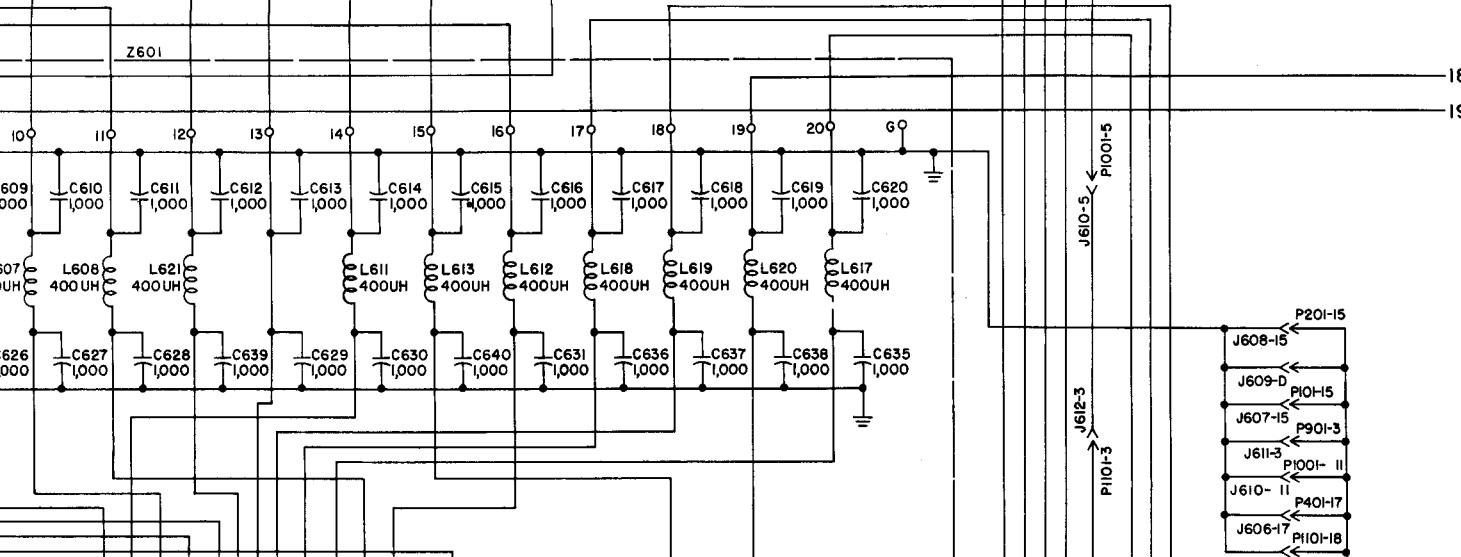 Z601
18
19
10 11 12 13 14 15 16 17 18 19 20 G
P1001-5
609 C610 C611 C612 C613 C614 C615 C616 C617 C618 C619 C620
000 1,000 1,000 1,000 1,000 1,000 1,000 1,000 1,000 1,000 1,000 1,000
J610-5
607 L608 L621 L611 L613 L612 L618 L619 L620 L617
UH 400UH 400UH 400UH 400UH 400UH 400UH 400UH 400UH 400UH
P201-15
J608-15
626 C627 C628 C639 C629 C630 C640 C631 C636 C637 C638 C635
000 1,000 1,000 1,000 1,000 1,000 1,000 1,000 1,000 1,000 1,000 1,000
J609-D
P101-15
J612-3
J607-15
P901-3
J611-3
P1001- 11
P1101-3
J610- 11
P401-17
J606-17
P1101-18